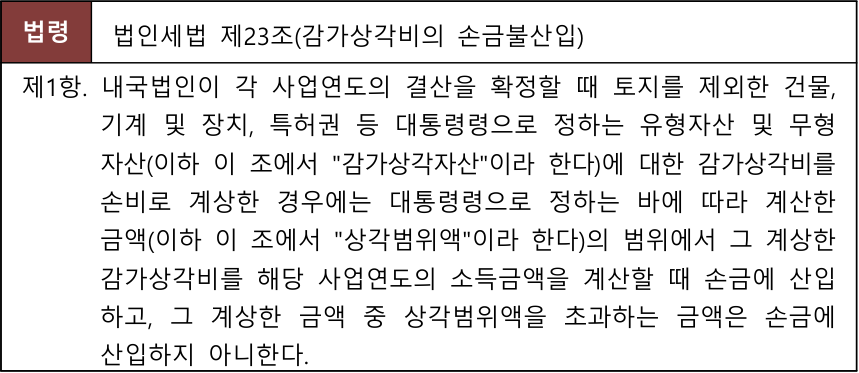 법령
법인세법 제23조(감가상각비의 손금불산입)
제1항. 내국법인이 각 사업연도의 결산을 확정할 때 토지를 제외한 건물,
기계 및 장치, 특허권 등 대통령령으로 정하는 유형자산 및 무형
자산(이하 이 조에서 "감가상각자산"이라 한다)에 대한 감가상각비를
손비로 계상한 경우에는 대통령령으로 정하는 바에 따라 계산한
금액(이하 이 조에서 "상각범위액"이라 한다)의 범위에서 그 계상한
감가상각비를 해당 사업연도의 소득금액을 계산할 때 손금에 산입
하고, 그 계상한 금액 중 상각범위액을 초과하는 금액은 손금에
산입하지 아니한다.